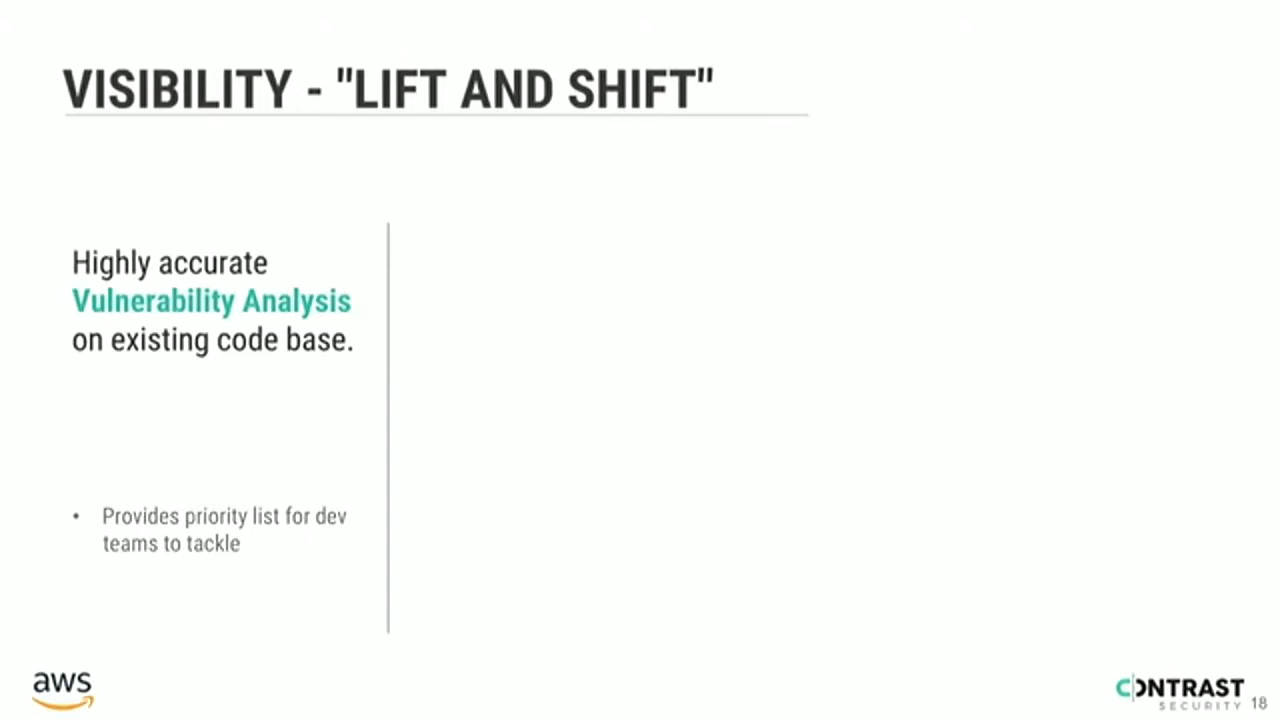 VISIBILITY - "LIFT AND SHIFT"
Highly accurate
Vulnerability Analysis
on existing code base.
• Provides priority list for dev
teams to tackle
aws
CONTRAST
SECURITY
18